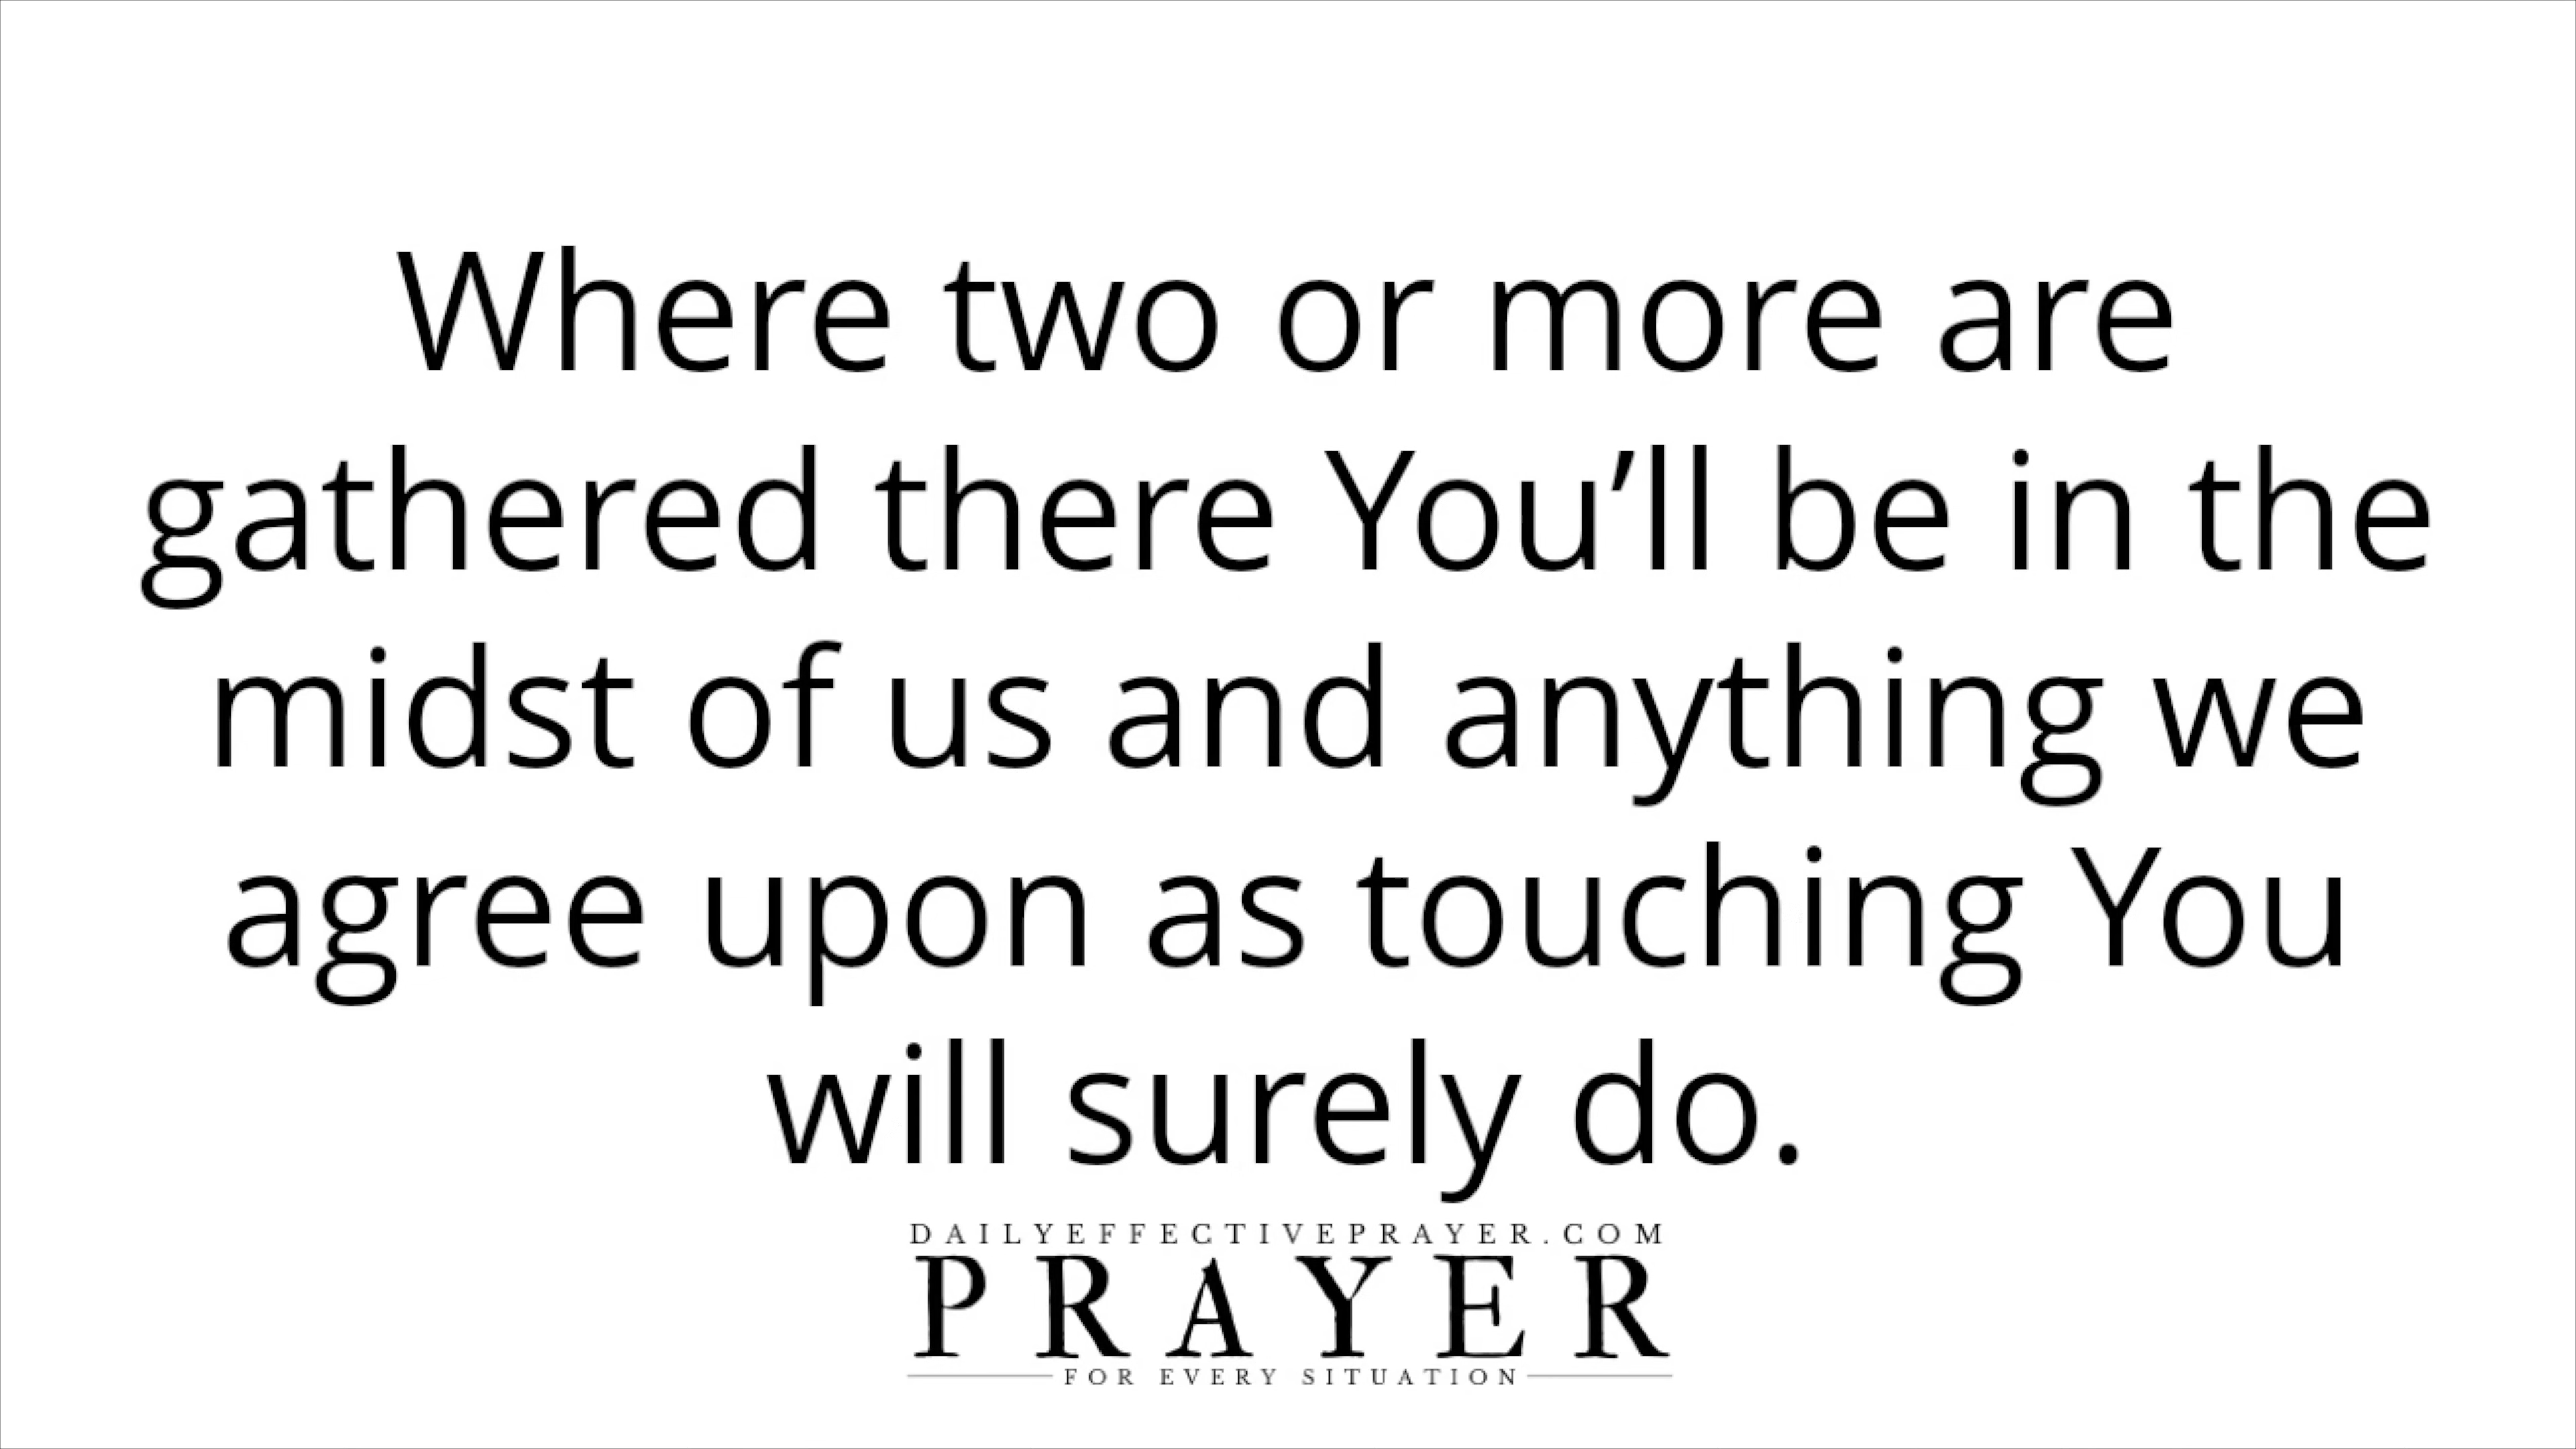 Where two or more are
gathered there You’ll be in the
midst of us and anything we
agree upon as touching You
will surely do.
DAILYEFFECTIVEPRAYER.COM
PRAYER
FOR EVERY SITUATION